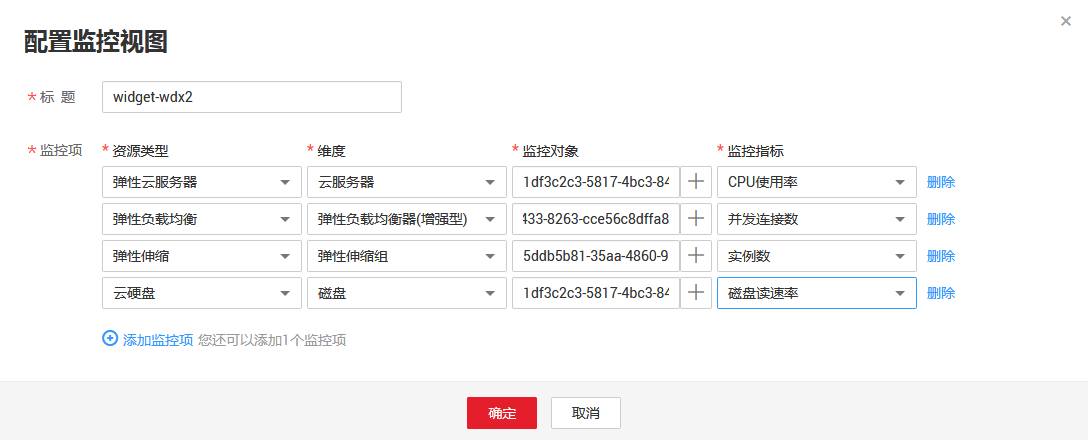 配置监控视图
* 标 题 widget-wdx2
* 监控项 * 资源类型 * 维度 * 监控对象 * 监控指标
弹性云服务器 云服务器 1df3c2c3-5817-4bc3-84 CPU使用率 删除
弹性负载均衡 弹性负载均衡器(增强型) 433-8263-cce56c8dffa8 并发连接数 删除
弹性伸缩 弹性伸缩组 5ddb5b81-35aa-4860-9 实例数 删除
云硬盘 磁盘 1df3c2c3-5817-4bc3-84 磁盘读速率 删除
添加监控项 您还可以添加1个监控项
确定 取消